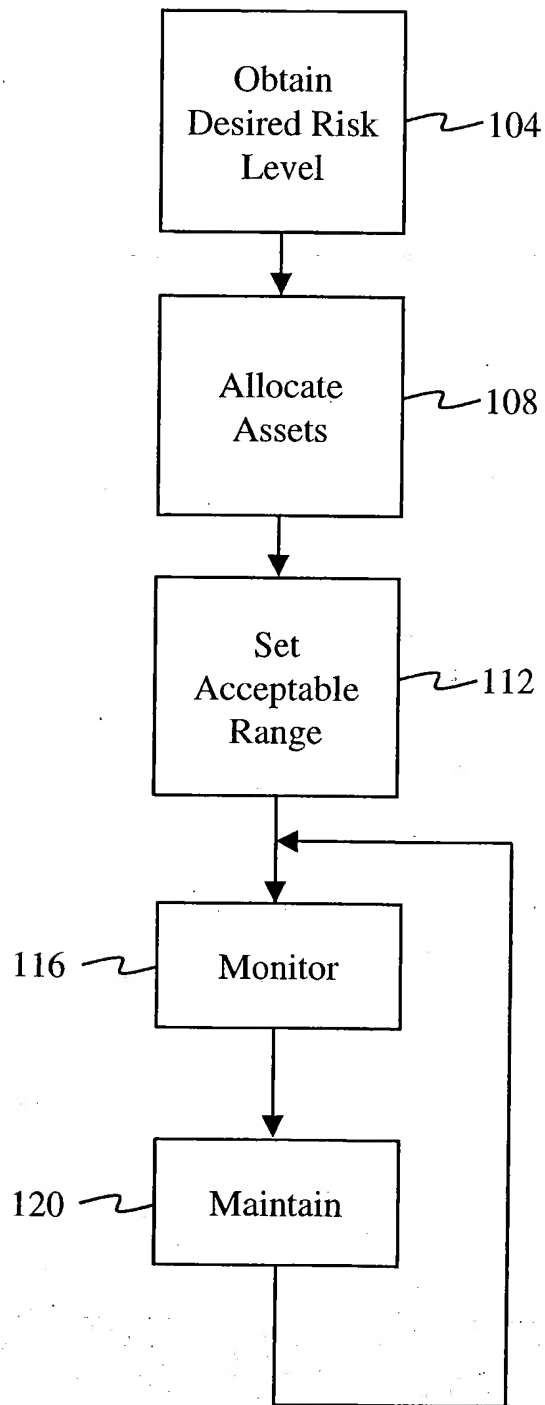 Obtain
Desired Risk
Level
104
Allocate
Assets
108
Set
Acceptable
Range
112
116
Monitor
120
Maintain